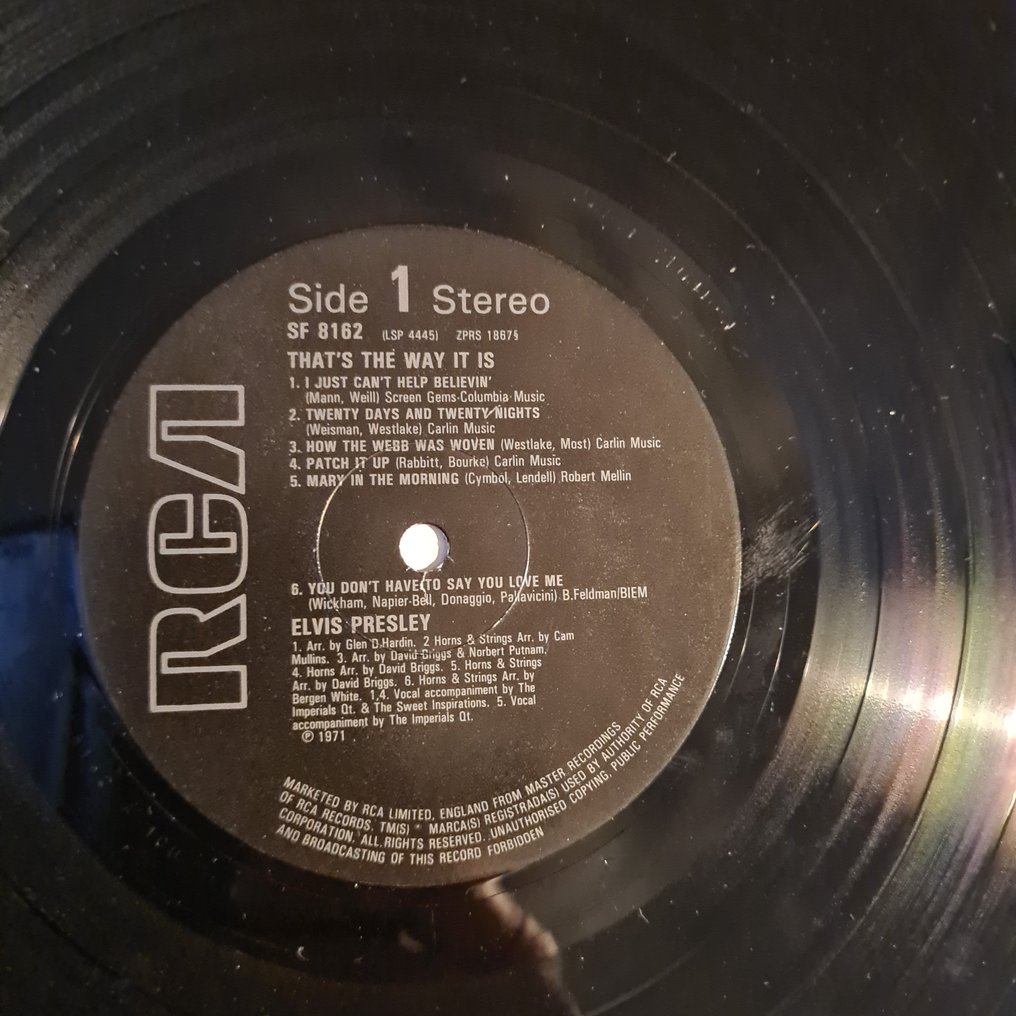 Side 1 Stereo
SF 8162 (LSP 4445) ZPRS 18675
THAT'S THE WAY IT IS
1. I JUST CAN'T HELP BELIEVIN'
(Mann, Weill) Screen Gems-Columbia Music
2. TWENTY DAYS AND TWENTY NIGHTS
(Weisman, Westlake) Carlin Music
3. HOW THE WEBB WAS WOVEN (Westlake, Most) Carlin Music
4. PATCH IT UP (Rabbitt, Bourke) Carlin Music
5. MARY IN THE MORNING (Cymbol, Lendell) Robert Mellin
RCA
6. YOU DON'T HAVE TO SAY YOU LOVE ME
(Wickham, Napier-Bell, Donaggio, Pallavicini) B.Feldman/BIEM
ELVIS PRESLEY
1. Arr. by Glen D.Hardin. 2 Horns & Strings Arr. by Cam
Mullins. 3. Arr. by David Briggs & Norbert Putnam.
4. Horns Arr. by David Briggs. 5. Horns & Strings
Arr. by David Briggs. 6. Horns & Strings Arr. by
Bergen White. 1,4. Vocal accompaniment by The
Imperials Qt. & The Sweet Inspirations. 5. Vocal
accompaniment by The Imperials Qt.
℗ 1971
MARKETED BY RCA LIMITED, ENGLAND FROM MASTER RECORDINGS
OF RCA RECORDS. TM(S) * MARCA(S) REGISTRADA(S) USED BY AUTHORITY OF RCA
CORPORATION. ALL RIGHTS RESERVED. UNAUTHORISED COPYING, PUBLIC PERFORMANCE
AND BROADCASTING OF THIS RECORD FORBIDDEN